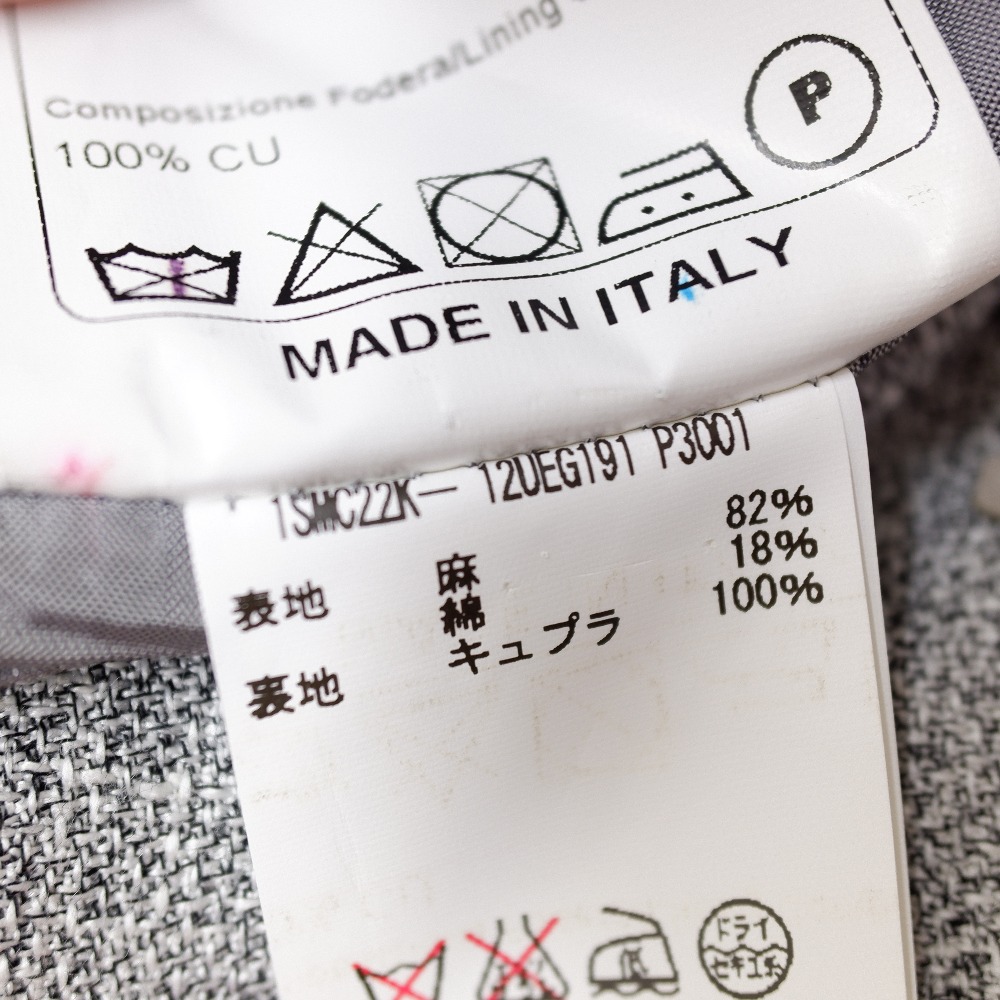 Composizione Fodera/Lining
100% CU
P
MADE IN ITALY
1SMC22K- 12UEG191 P3001
表地 麻 82%
綿 18%
裏地 キュプラ 100%
ドライ
セキユ系